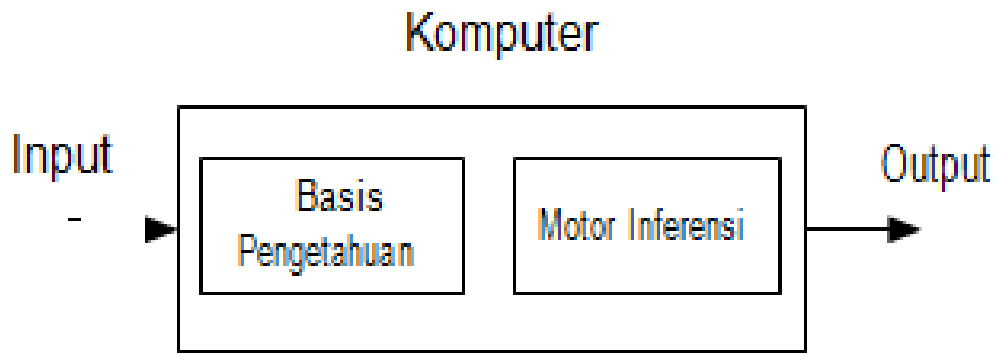 Komputer
Input
Basis
Pengetahuan
Motor Inferensi
Output